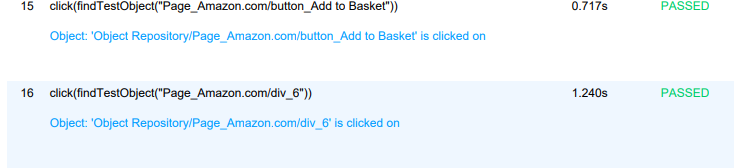 15 click(findTestObject("Page_Amazon.com/button_Add to Basket")) 0.717s PASSED
Object: 'Object Repository/Page_Amazon.com/button_Add to Basket' is clicked on
16 click(findTestObject("Page_Amazon.com/div_6")) 1.240s PASSED
Object: 'Object Repository/Page_Amazon.com/div_6' is clicked on